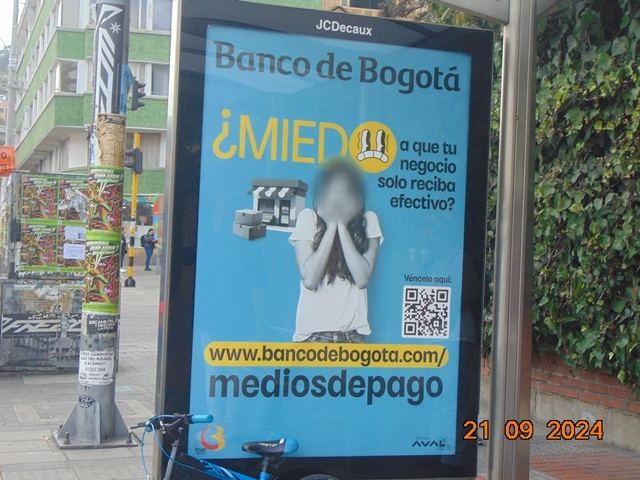 JCDecaux
Banco de Bogotá
¿MIEDO
a que tu
negocio
solo reciba
efectivo?
Véncelo aquí:
www.bancodebogota.com/
mediosdepago
AVAL
21 09 2024